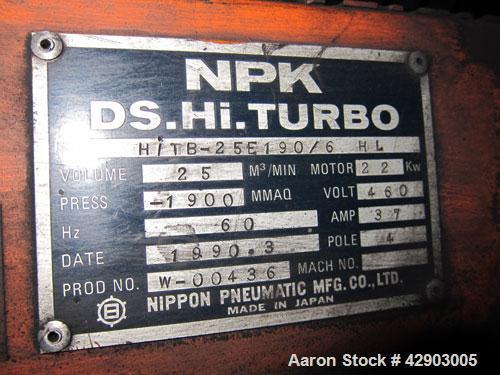 NPK
DS.Hi.TURBO
HiTB-25E190/6 HL
VOLUME 25 M³/MIN MOTOR 22 Kw
PRESS -1900 MMAQ VOLT 460
Hz 60 AMP 37
DATE 1990.3 POLE 4
PROD NO. W-00436 MACH NO.
NIPPON PNEUMATIC MFG.CO.,LTD.
MADE IN JAPAN
Aaron Stock # 42903005